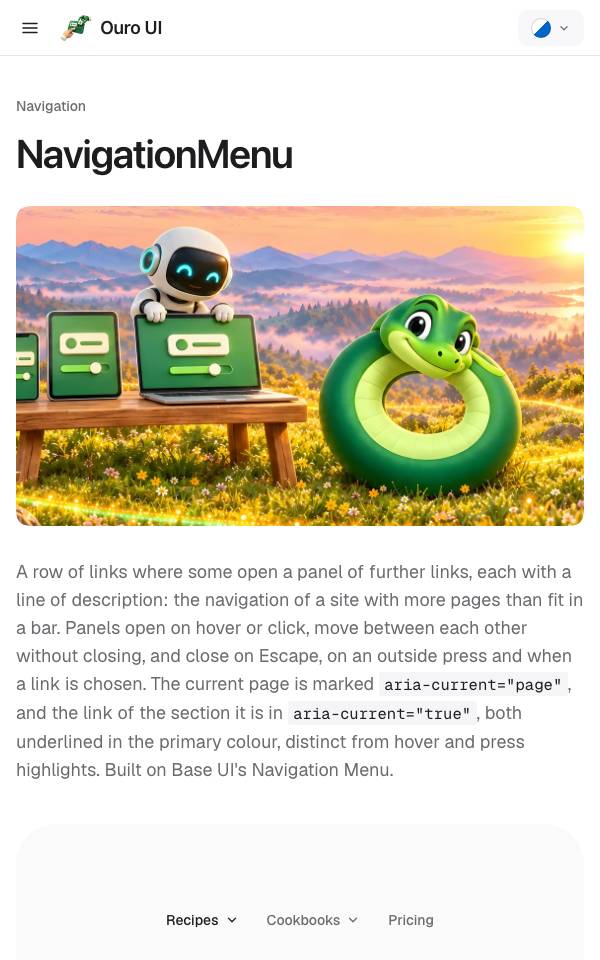 Ouro UI
Navigation
NavigationMenu
A row of links where some open a panel of further links, each with a
line of description: the navigation of a site with more pages than fit in
a bar. Panels open on hover or click, move between each other
without closing, and close on Escape, on an outside press and when
a link is chosen. The current page is marked aria-current="page",
and the link of the section it is in aria-current="true", both
underlined in the primary colour, distinct from hover and press
highlights. Built on Base UI's Navigation Menu.
Recipes Cookbooks Pricing